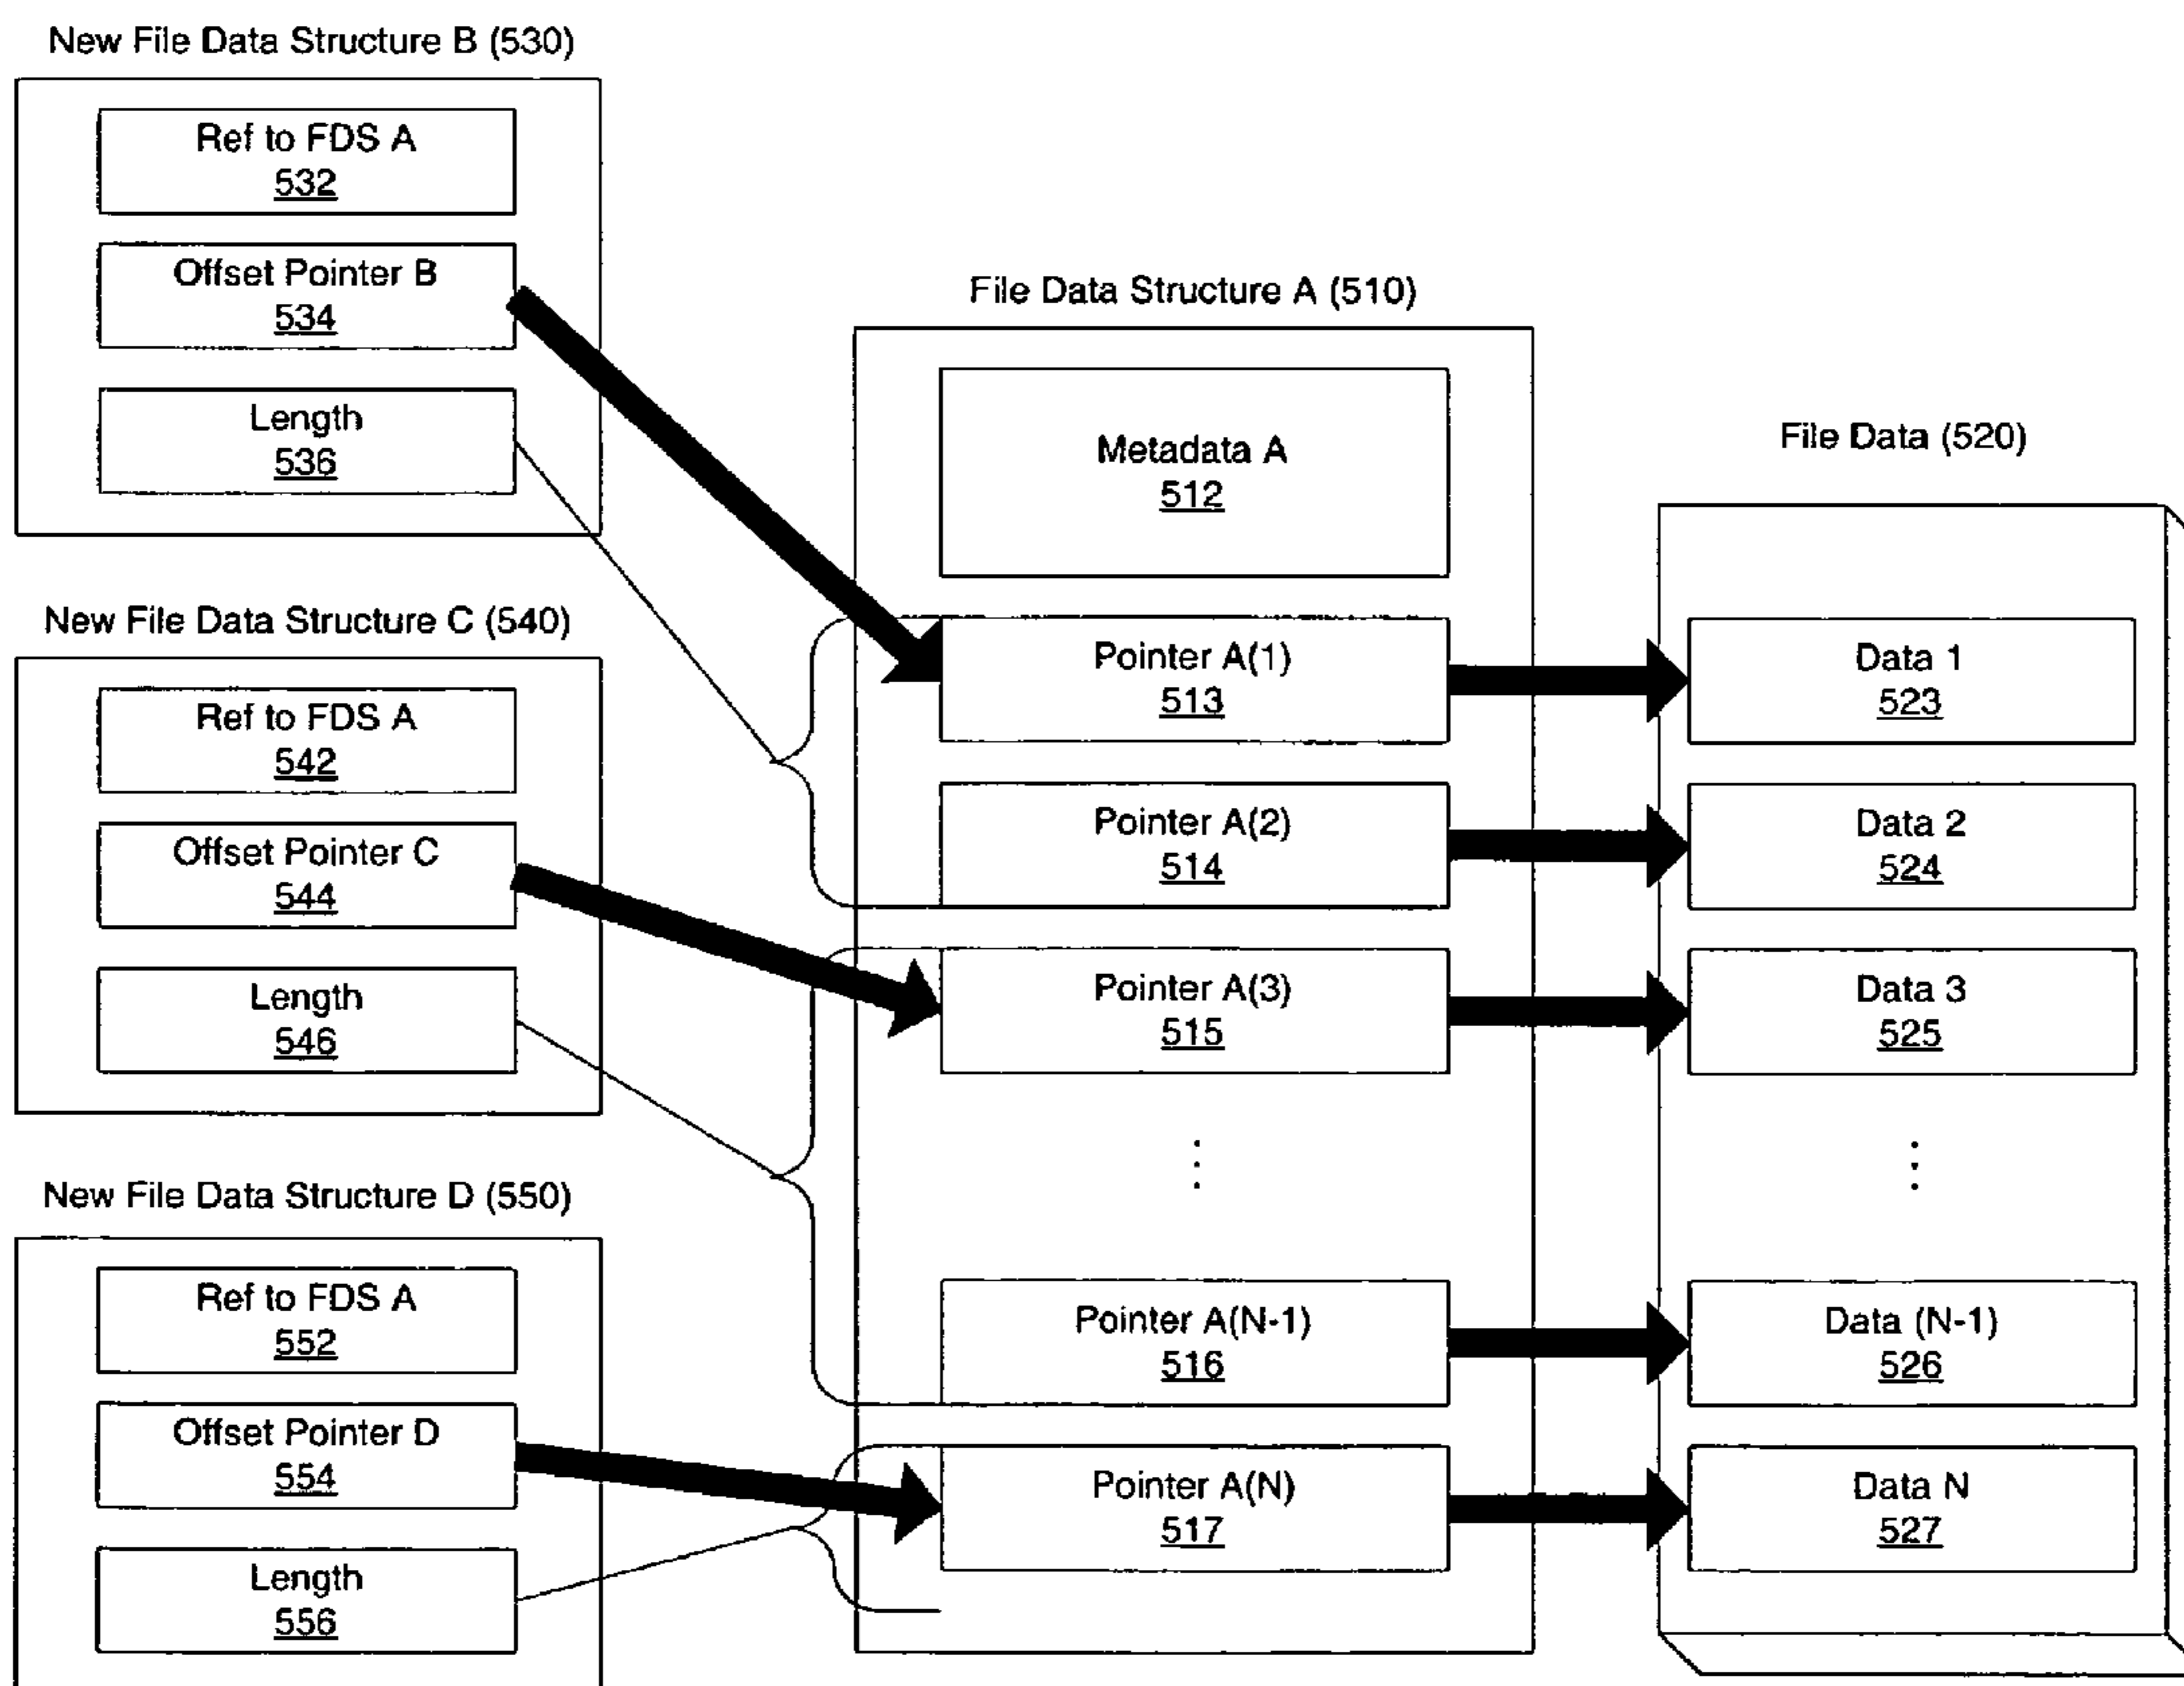 New File Data Structure B (530)
Ref to FDS A
532
Offset Pointer B
534
Length
536
New File Data Structure C (540)
Ref to FDS A
542
Offset Pointer C
544
Length
546
New File Data Structure D (550)
Ref to FDS A
552
Offset Pointer D
554
Length
556
File Data Structure A (510)
Metadata A
512
Pointer A(1)
513
Pointer A(2)
514
Pointer A(3)
515
Pointer A(N-1)
516
Pointer A(N)
517
File Data (520)
Data 1
523
Data 2
524
Data 3
525
Data (N-1)
526
Data N
527